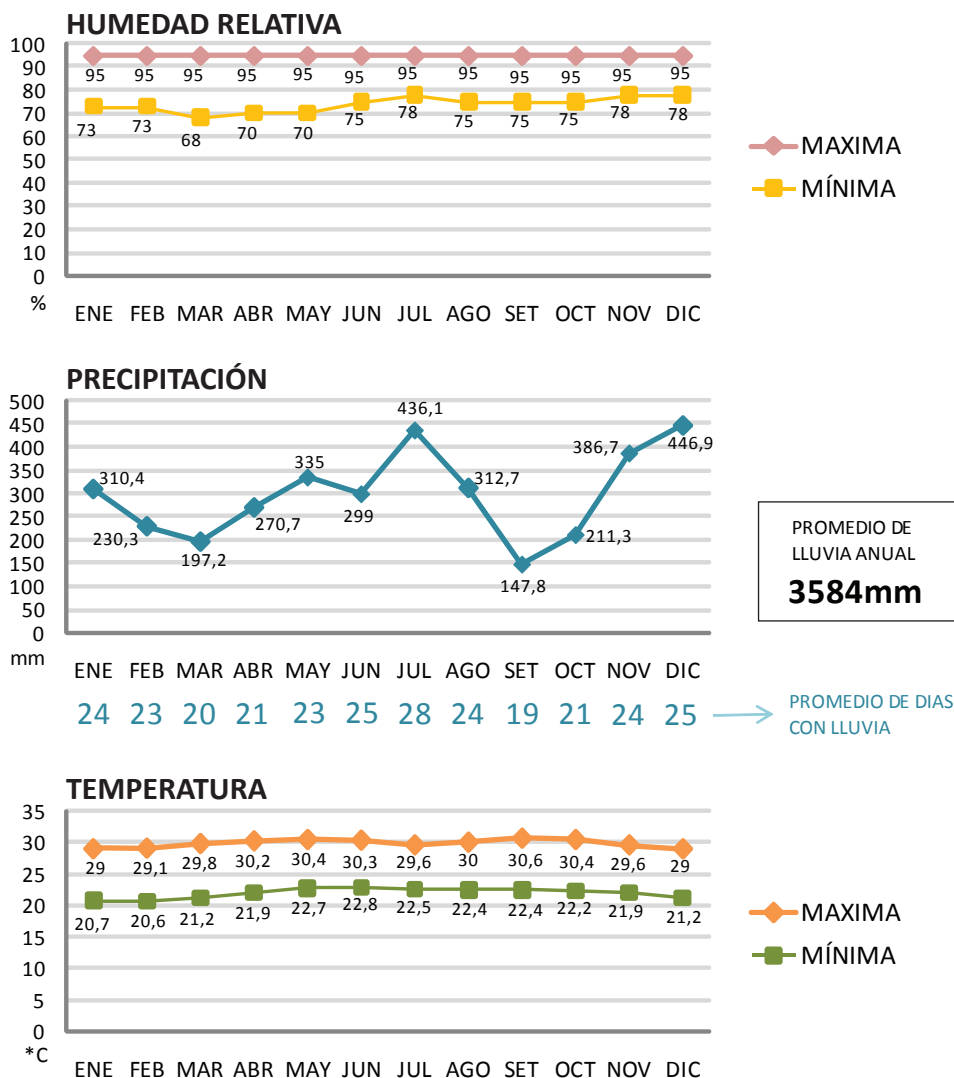 HUMEDAD RELATIVA
100
90
80
70
60
50
40
30
20
10
0
%
95 95 95 95 95 95 95 95 95 95 95 95
73 73 68 70 70 75 78 75 75 75 78 78
ENE FEB MAR ABR MAY JUN JUL AGO SET OCT NOV DIC
MAXIMA
MÍNIMA
PRECIPITACIÓN
500
450
400
350
300
250
200
150
100
50
0
mm
310,4 230,3 197,2 270,7 335 299 436,1 312,7 147,8 211,3 386,7 446,9
ENE FEB MAR ABR MAY JUN JUL AGO SET OCT NOV DIC
24 23 20 21 23 25 28 24 19 21 24 25
PROMEDIO DE
LLUVIA ANUAL
3584mm
PROMEDIO DE DIAS
CON LLUVIA
TEMPERATURA
35
30
25
20
15
10
5
0
*C
29 29,1 29,8 30,2 30,4 30,3 29,6 30 30,6 30,4 29,6 29
20,7 20,6 21,2 21,9 22,7 22,8 22,5 22,4 22,4 22,2 21,9 21,2
ENE FEB MAR ABR MAY JUN JUL AGO SET OCT NOV DIC
MAXIMA
MÍNIMA